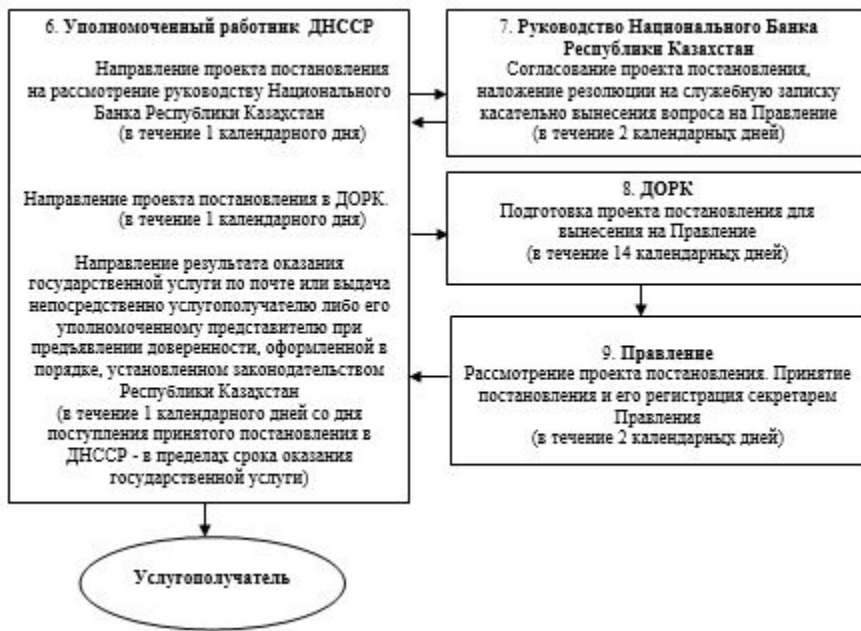 6. Уполномоченный работник ДНССР
Направление проекта постановления
на рассмотрение руководству Национального
Банка Республики Казахстан
(в течение 1 календарного дня)
Направление проекта постановления в ДОРК.
(в течение 1 календарного дня)
Направление результата оказания
государственной услуги по почте или выдача
непосредственно услугополучателю либо его
уполномоченному представителю при
предъявлении доверенности, оформленной в
порядке, установленном законодательством
Республики Казахстан
(в течение 1 календарного дней со дня
поступления принятого постановления в
ДНССР - в пределах срока оказания
государственной услуги)
7. Руководство Национального Банка
Республики Казахстан
Согласование проекта постановления,
наложение резолюции на служебную записку
касательно вынесения вопроса на Правление
(в течение 2 календарных дней)
8. ДОРК
Подготовка проекта постановления для
вынесения на Правление
(в течение 14 календарных дней)
9. Правление
Рассмотрение проекта постановления. Принятие
постановления и его регистрация секретарем
Правления
(в течение 2 календарных дней)
Услугополучатель